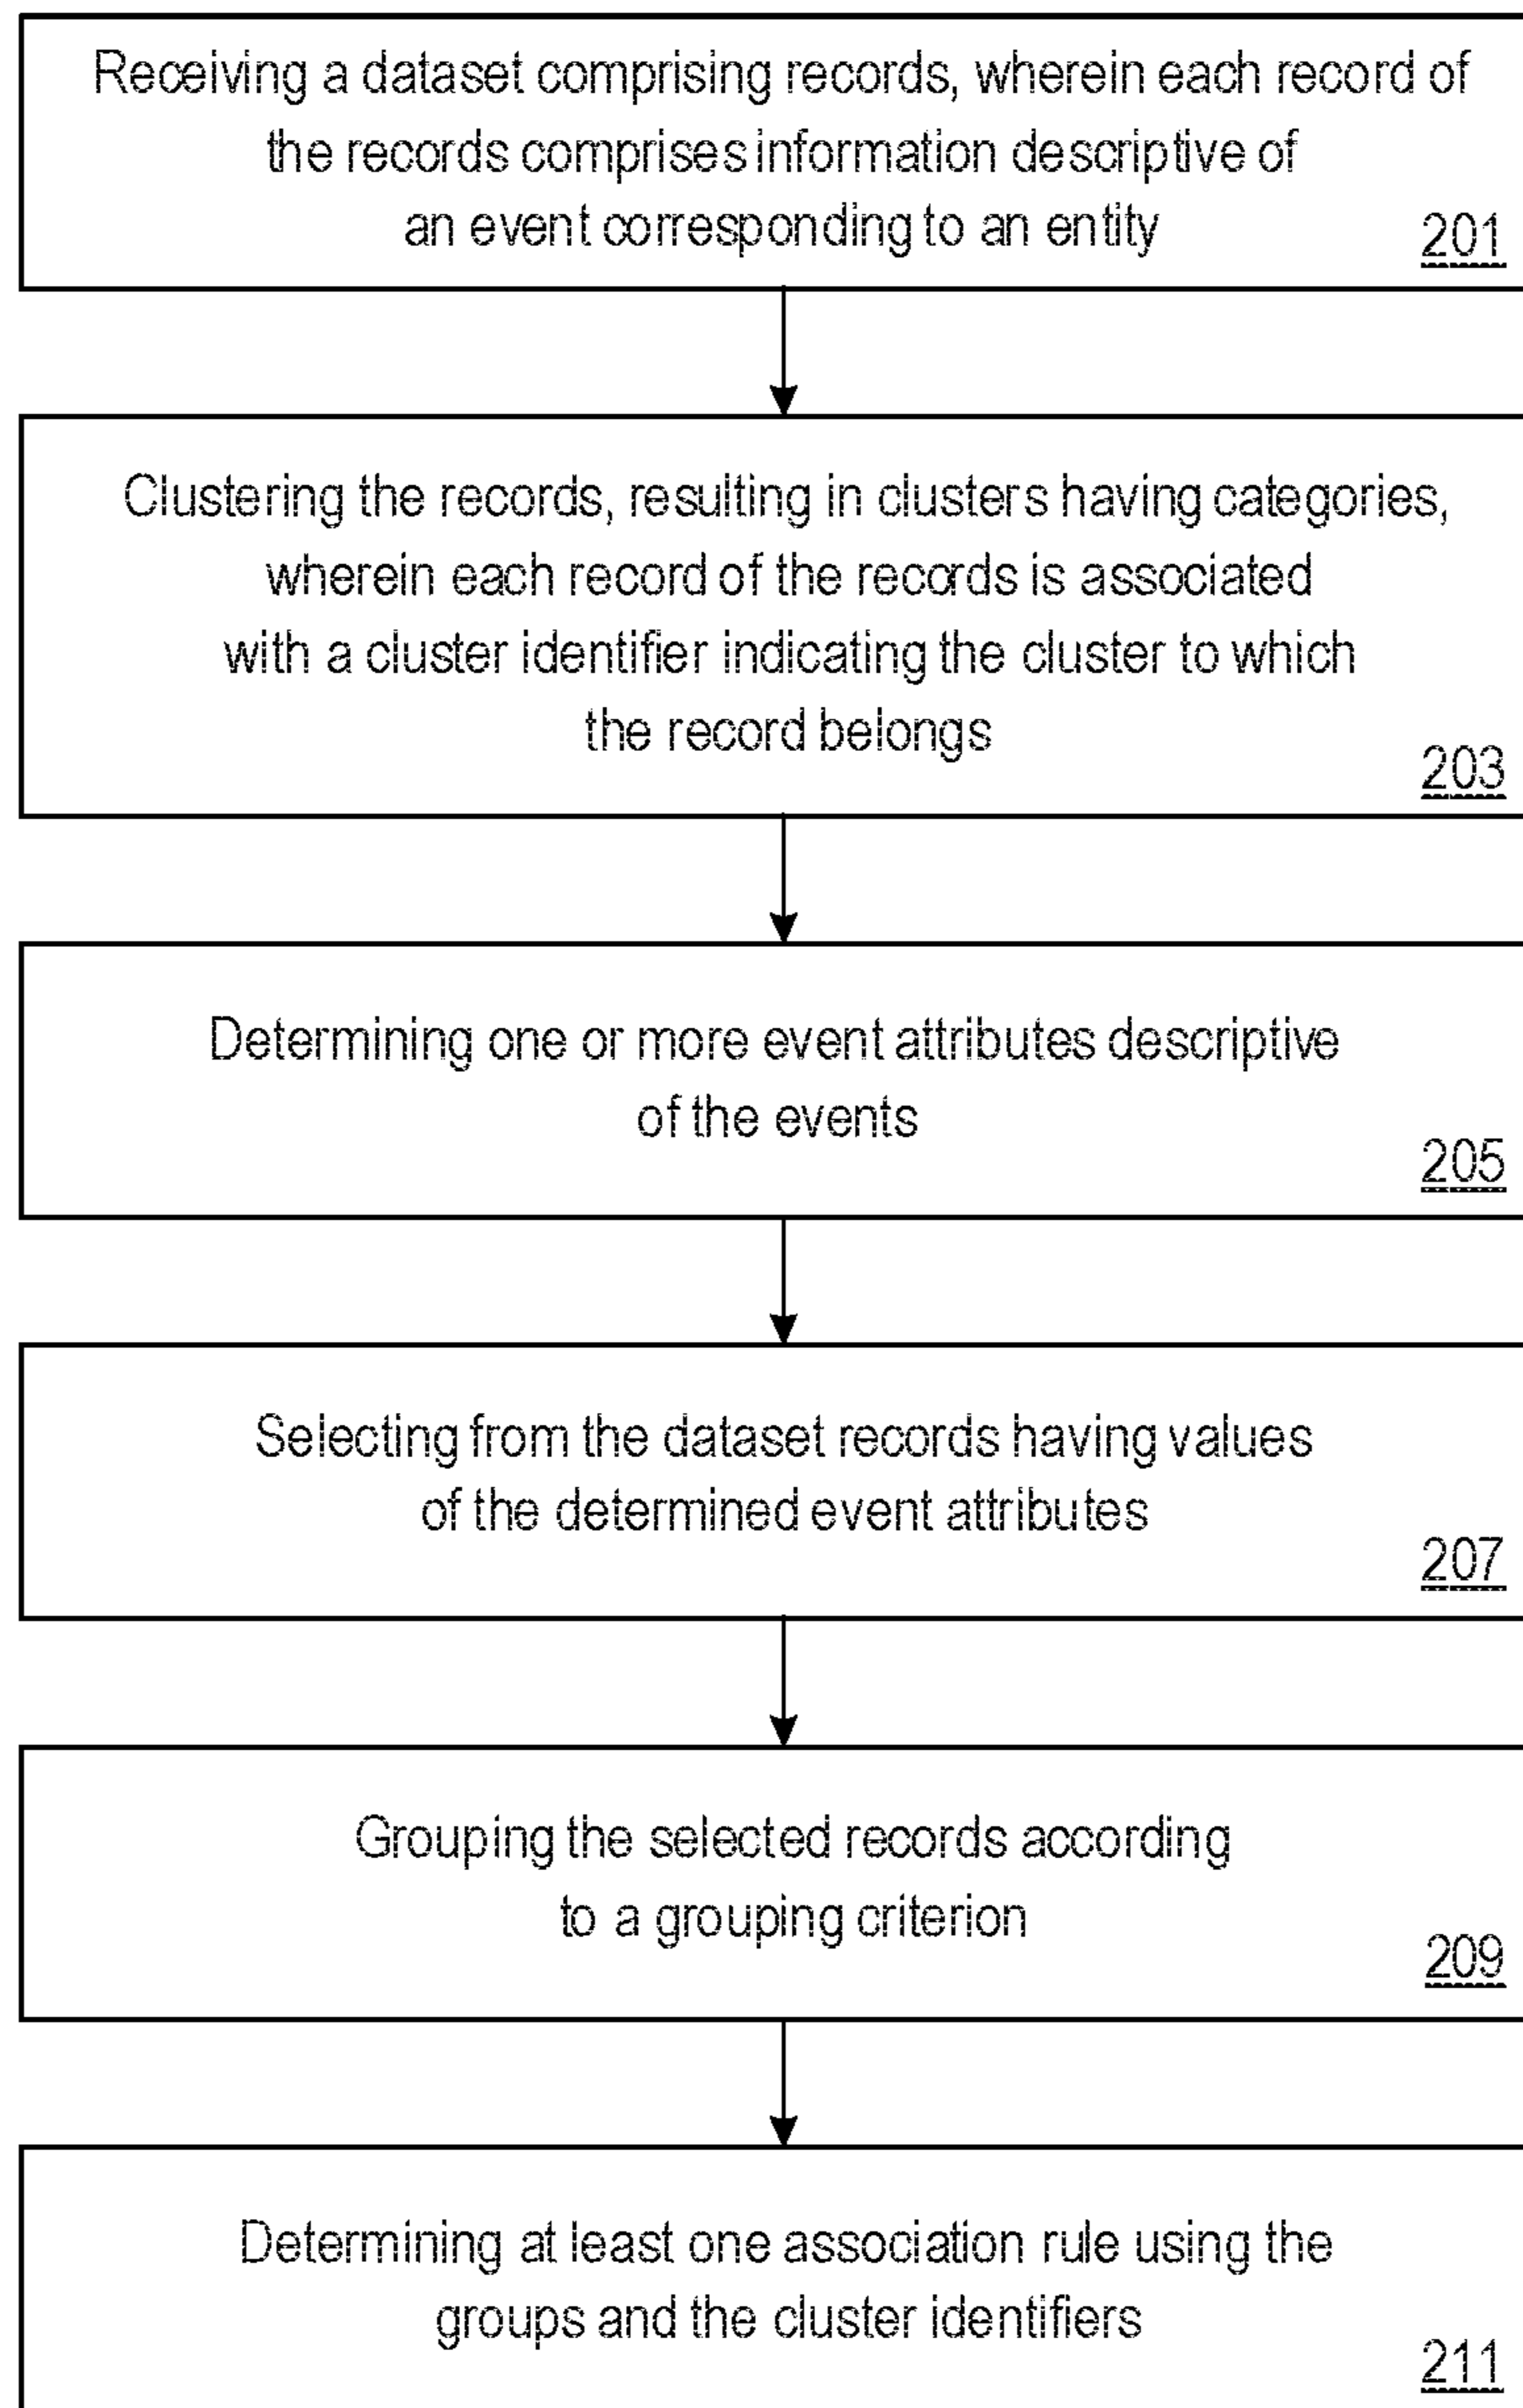 Receiving a dataset comprising records, wherein each record of
the records comprises information descriptive of
an event corresponding to an entity
201
Clustering the records, resulting in clusters having categories,
wherein each record of the records is associated
with a cluster identifier indicating the cluster to which
the record belongs
203
Determining one or more event attributes descriptive
of the events
205
Selecting from the dataset records having values
of the determined event attributes
207
Grouping the selected records according
to a grouping criterion
209
Determining at least one association rule using the
groups and the cluster identifiers
211